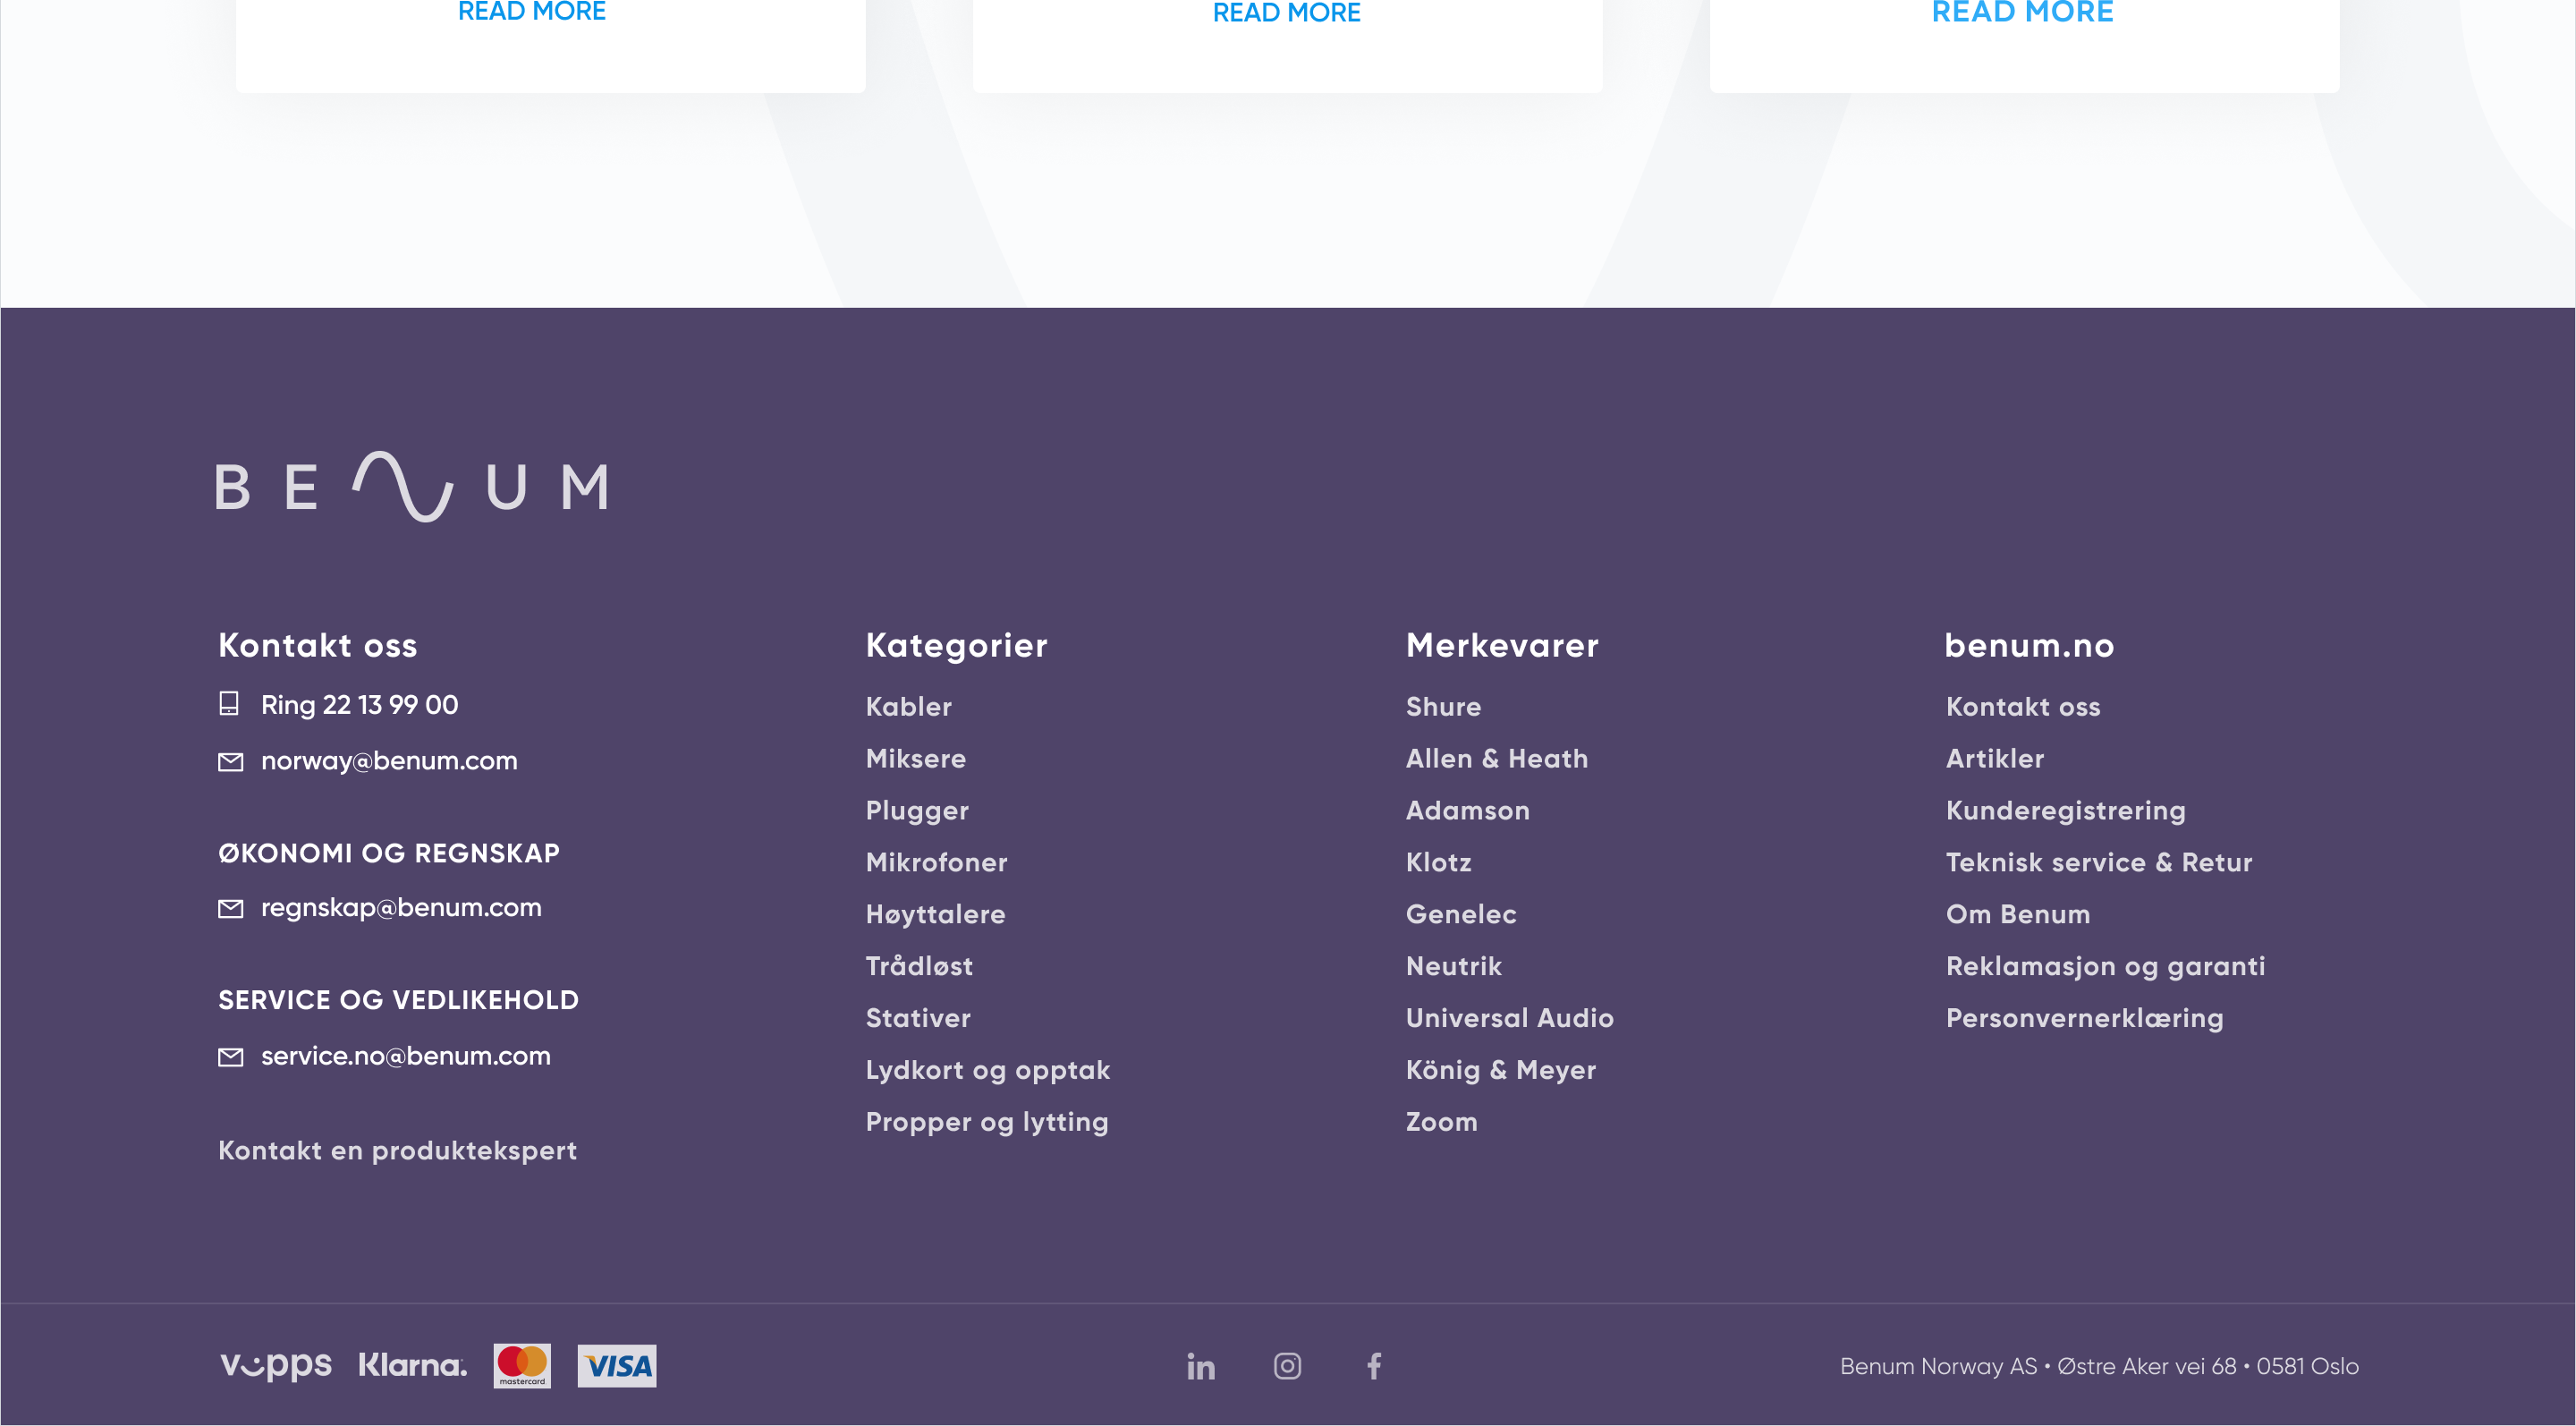 READ MORE
READ MORE
READ MORE
BENUM
Kontakt oss
Ring 22 13 99 00
norway@benum.com
ØKONOMI OG REGNSKAP
regnskap@benum.com
SERVICE OG VEDLIKEHOLD
service.no@benum.com
Kontakt en produktekspert
Kategorier
Kabler
Miksere
Plugger
Mikrofoner
Høyttalere
Trådløst
Stativer
Lydkort og opptak
Propper og lytting
Merkevarer
Shure
Allen & Heath
Adamson
Klotz
Genelec
Neutrik
Universal Audio
König & Meyer
Zoom
benum.no
Kontakt oss
Artikler
Kunderegistrering
Teknisk service & Retur
Om Benum
Reklamasjon og garanti
Personvernerklæring
vipps Klarna. mastercard VISA
in f
Benum Norway AS • Østre Aker vei 68 • 0581 Oslo